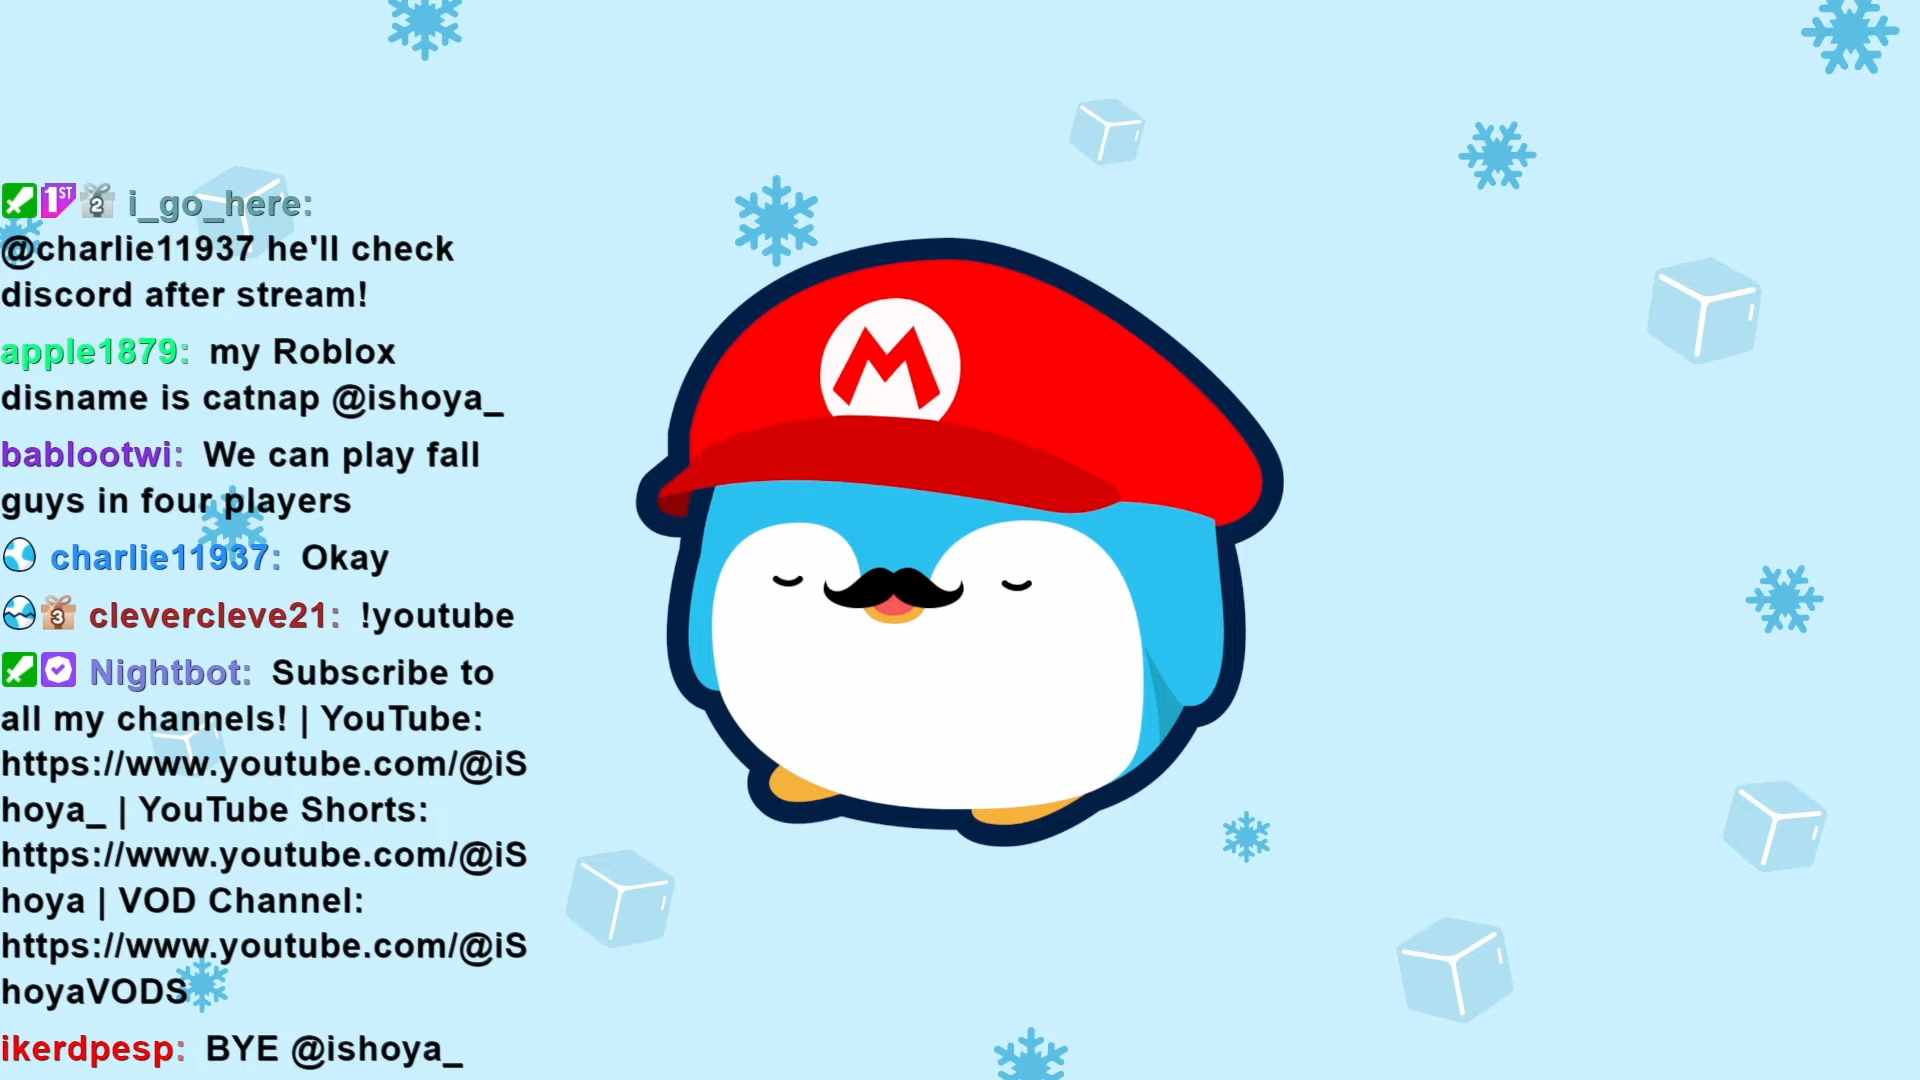 1ST 2 i_go_here:
@charlie11937 he'll check
discord after stream!
apple1879: my Roblox
disname is catnap @ishoya_
bablootwi: We can play fall
guys in four players
charlie11937: Okay
3 clevercleve21: !youtube
Nightbot: Subscribe to
all my channels! | YouTube:
https://www.youtube.com/@iS
hoya_ | YouTube Shorts:
https://www.youtube.com/@iS
hoya | VOD Channel:
https://www.youtube.com/@iS
hoyaVODS
ikerdpesp: BYE @ishoya_
M